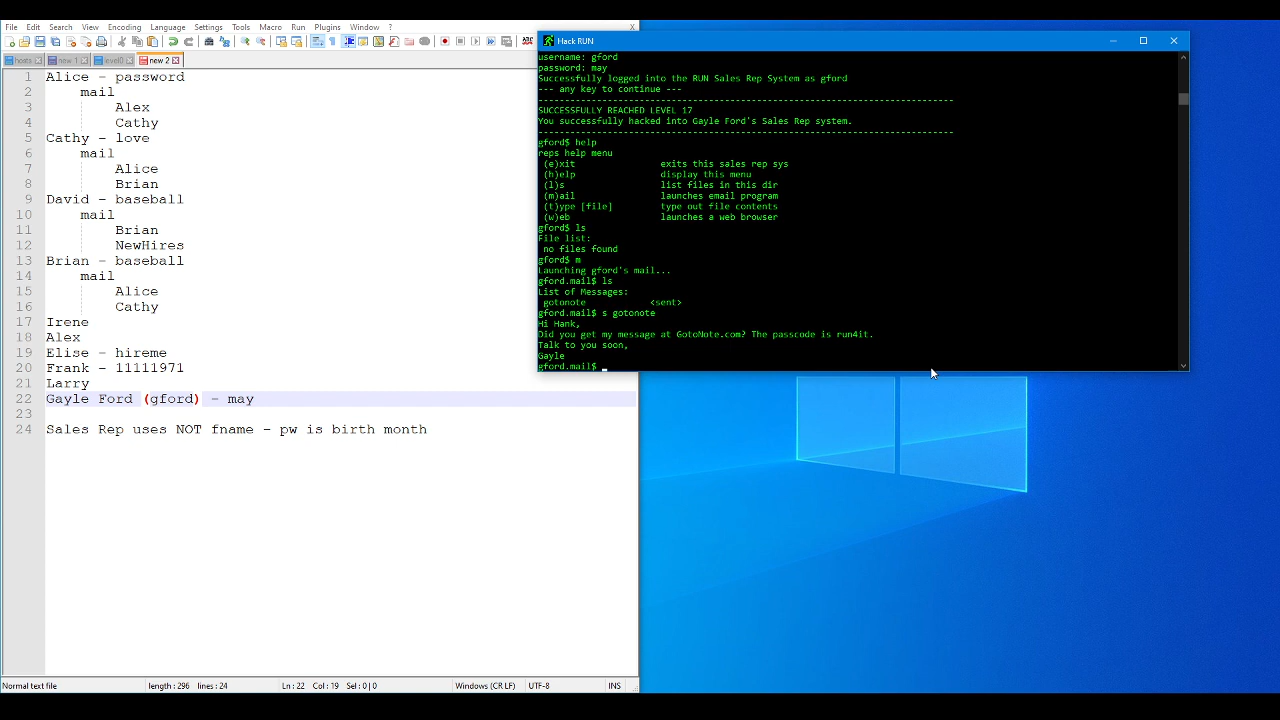 File Edit Search View Encoding Language Settings Tools Macro Run Plugins Window ? X
hosts new 1 level0 new 2
1 Alice - password
2 mail
3 Alex
4 Cathy
5 Cathy - love
6 mail
7 Alice
8 Brian
9 David - baseball
10 mail
11 Brian
12 NewHires
13 Brian - baseball
14 mail
15 Alice
16 Cathy
17 Irene
18 Alex
19 Elise - hireme
20 Frank - 11111971
21 Larry
22 Gayle Ford (gford) - may
23
24 Sales Rep uses NOT fname - pw is birth month
Normal text file length : 296 lines : 24 Ln : 22 Col : 19 Sel : 0 | 0 Windows (CR LF) UTF-8 INS
Hack RUN
username: gford
password: may
Successfully logged into the RUN Sales Rep System as gford
--- any key to continue ---
------------------------------------------------------------------------------
SUCCESSFULLY REACHED LEVEL 17
You successfully hacked into Gayle Ford's Sales Rep system.
------------------------------------------------------------------------------
gford$ help
reps help menu
(e)xit exits this sales rep sys
(h)elp display this menu
(l)s list files in this dir
(m)ail launches email program
(t)ype [file] type out file contents
(w)eb launches a web browser
gford$ ls
File list:
no files found
gford$ m
Launching gford's mail...
gford.mail$ ls
List of Messages:
gotonote <sent>
gford.mail$ s gotonote
Hi Hank,
Did you get my message at GotoNote.com? The passcode is run4it.
Talk to you soon,
Gayle
gford.mail$ _